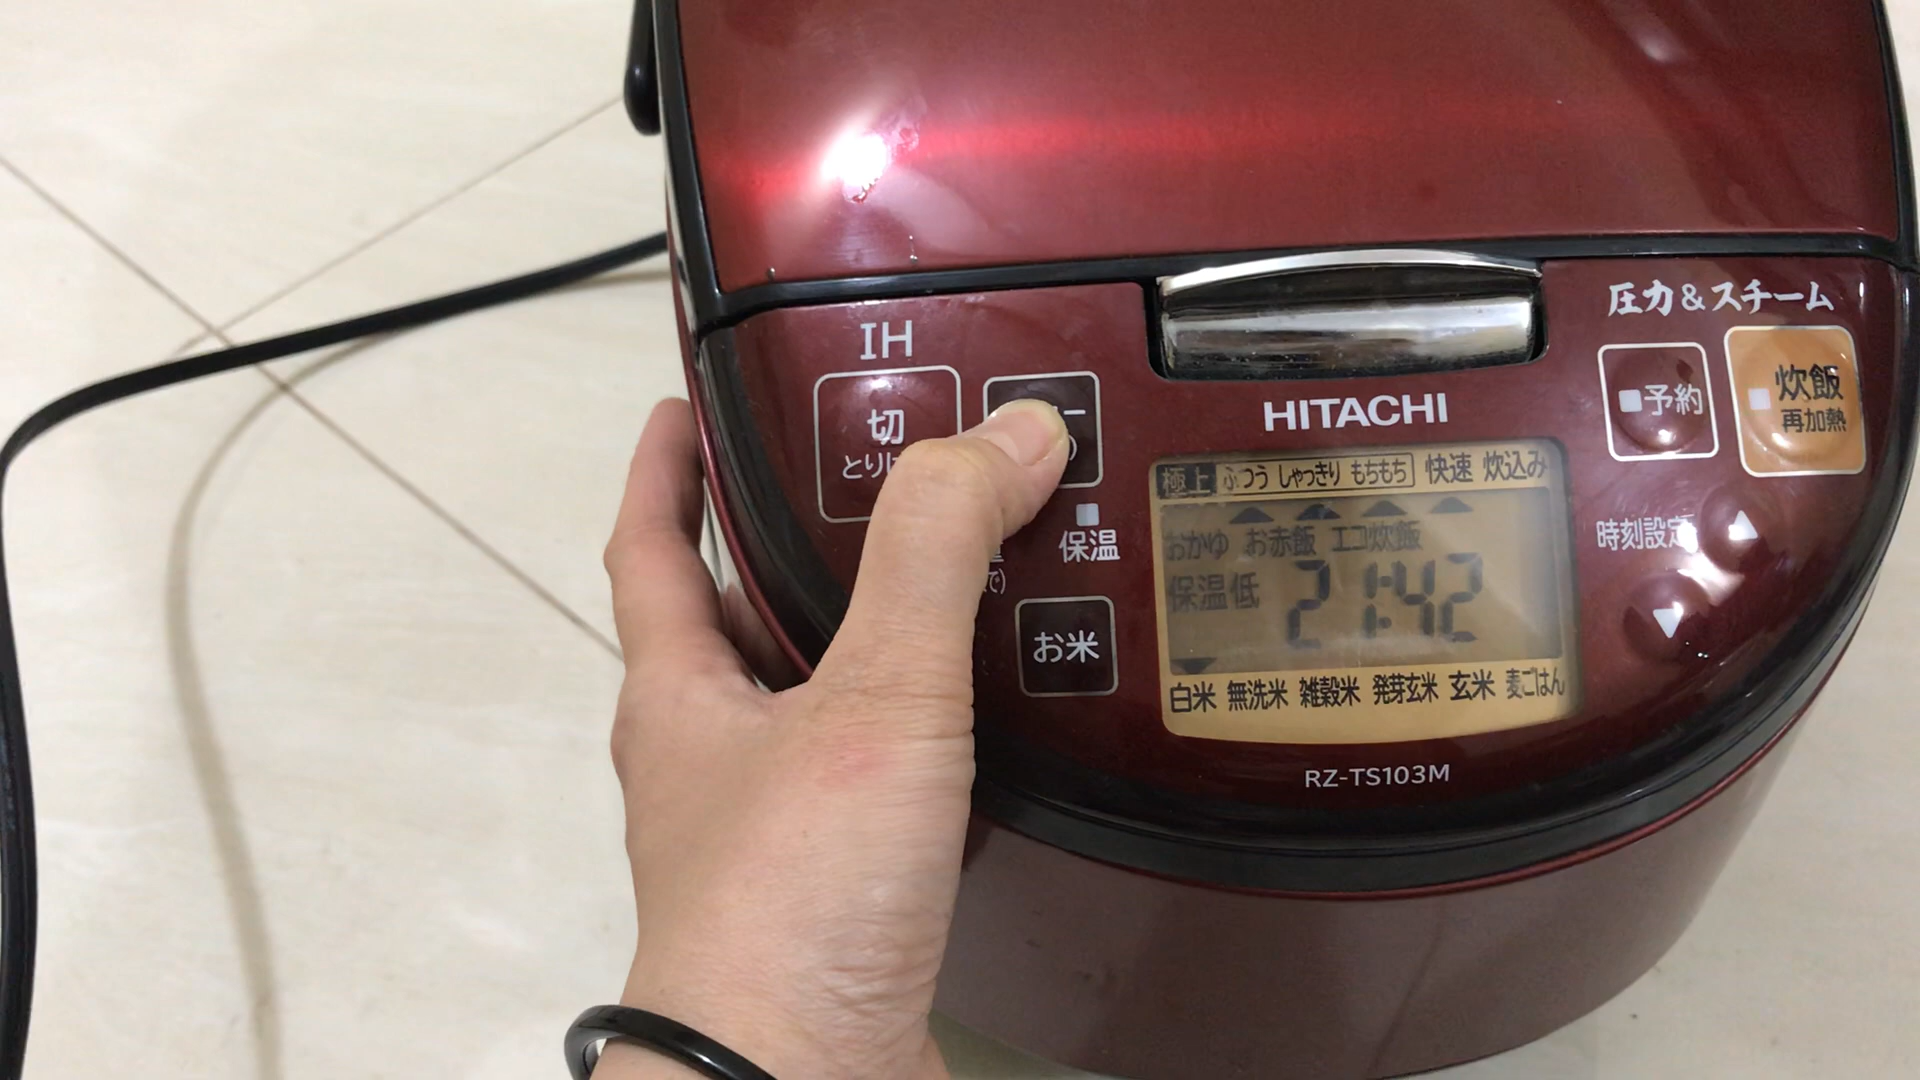 圧力&スチーム
IH
切
予約
炊飯
再加熱
HITACHI
極上 ふつう しゃっきり もちもち 快速 炊込み
おかゆ お赤飯 エコ炊飯
時刻設定
保温
保温低 21:42
お米
白米 無洗米 雑穀米 発芽玄米 玄米 麦ごはん
RZ-TS103M